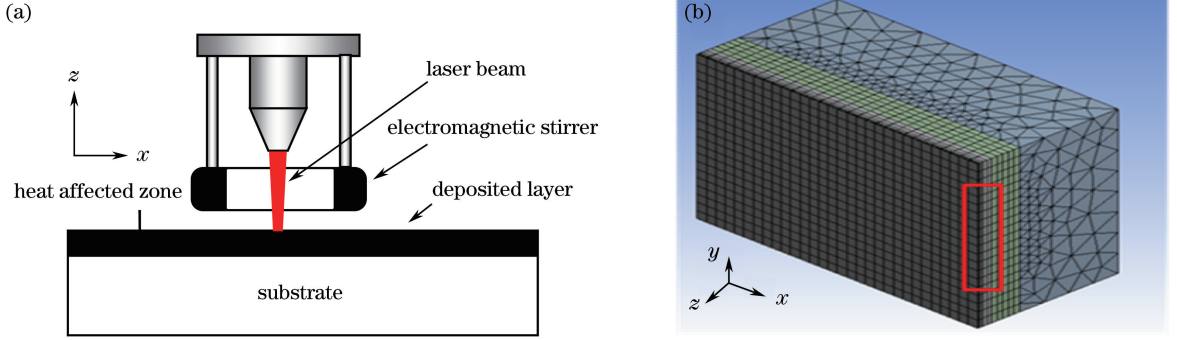 (a)
laser beam
z
electromagnetic stirrer
x
heat affected zone
deposited layer
substrate
(b)
y
z
x